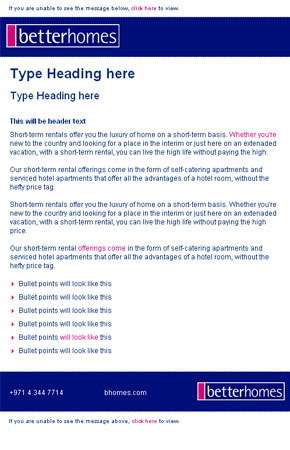 If you are unable to see the message below, click here to view.
betterhomes
Type Heading here
Type Heading here
This will be header text
Short-term rentals offer you the luxury of home on a short-term basis. Whether you're
new to the country and looking for a place in the interim or just here on an extenaded
vacation, with a short-term rental, you can live the high life without paying the high.
Our short-term rental offerings come in the form of self-catering apartments and
serviced hotel apartments that offer all the advantages of a hotel room, without the
hefty price tag.
Short-term rentals offer you the luxury of home on a short-term basis. Whether you're
new to the country and looking for a place in the interim or just here on an extenaded
vacation, with a short-term rental, you can live the high life without paying the high
price.
Our short-term rental offerings come in the form of self-catering apartments and
serviced hotel apartments that offer all the advantages of a hotel room, without the
hefty price tag.
Bullet points will look like this
Bullet points will look like this
Bullet points will look like this
Bullet points will look like this
Bullet points will look like this
Bullet points will look like this
+971 4 344 7714 bhomes.com betterhomes
If you are unable to see the message above, click here to view.